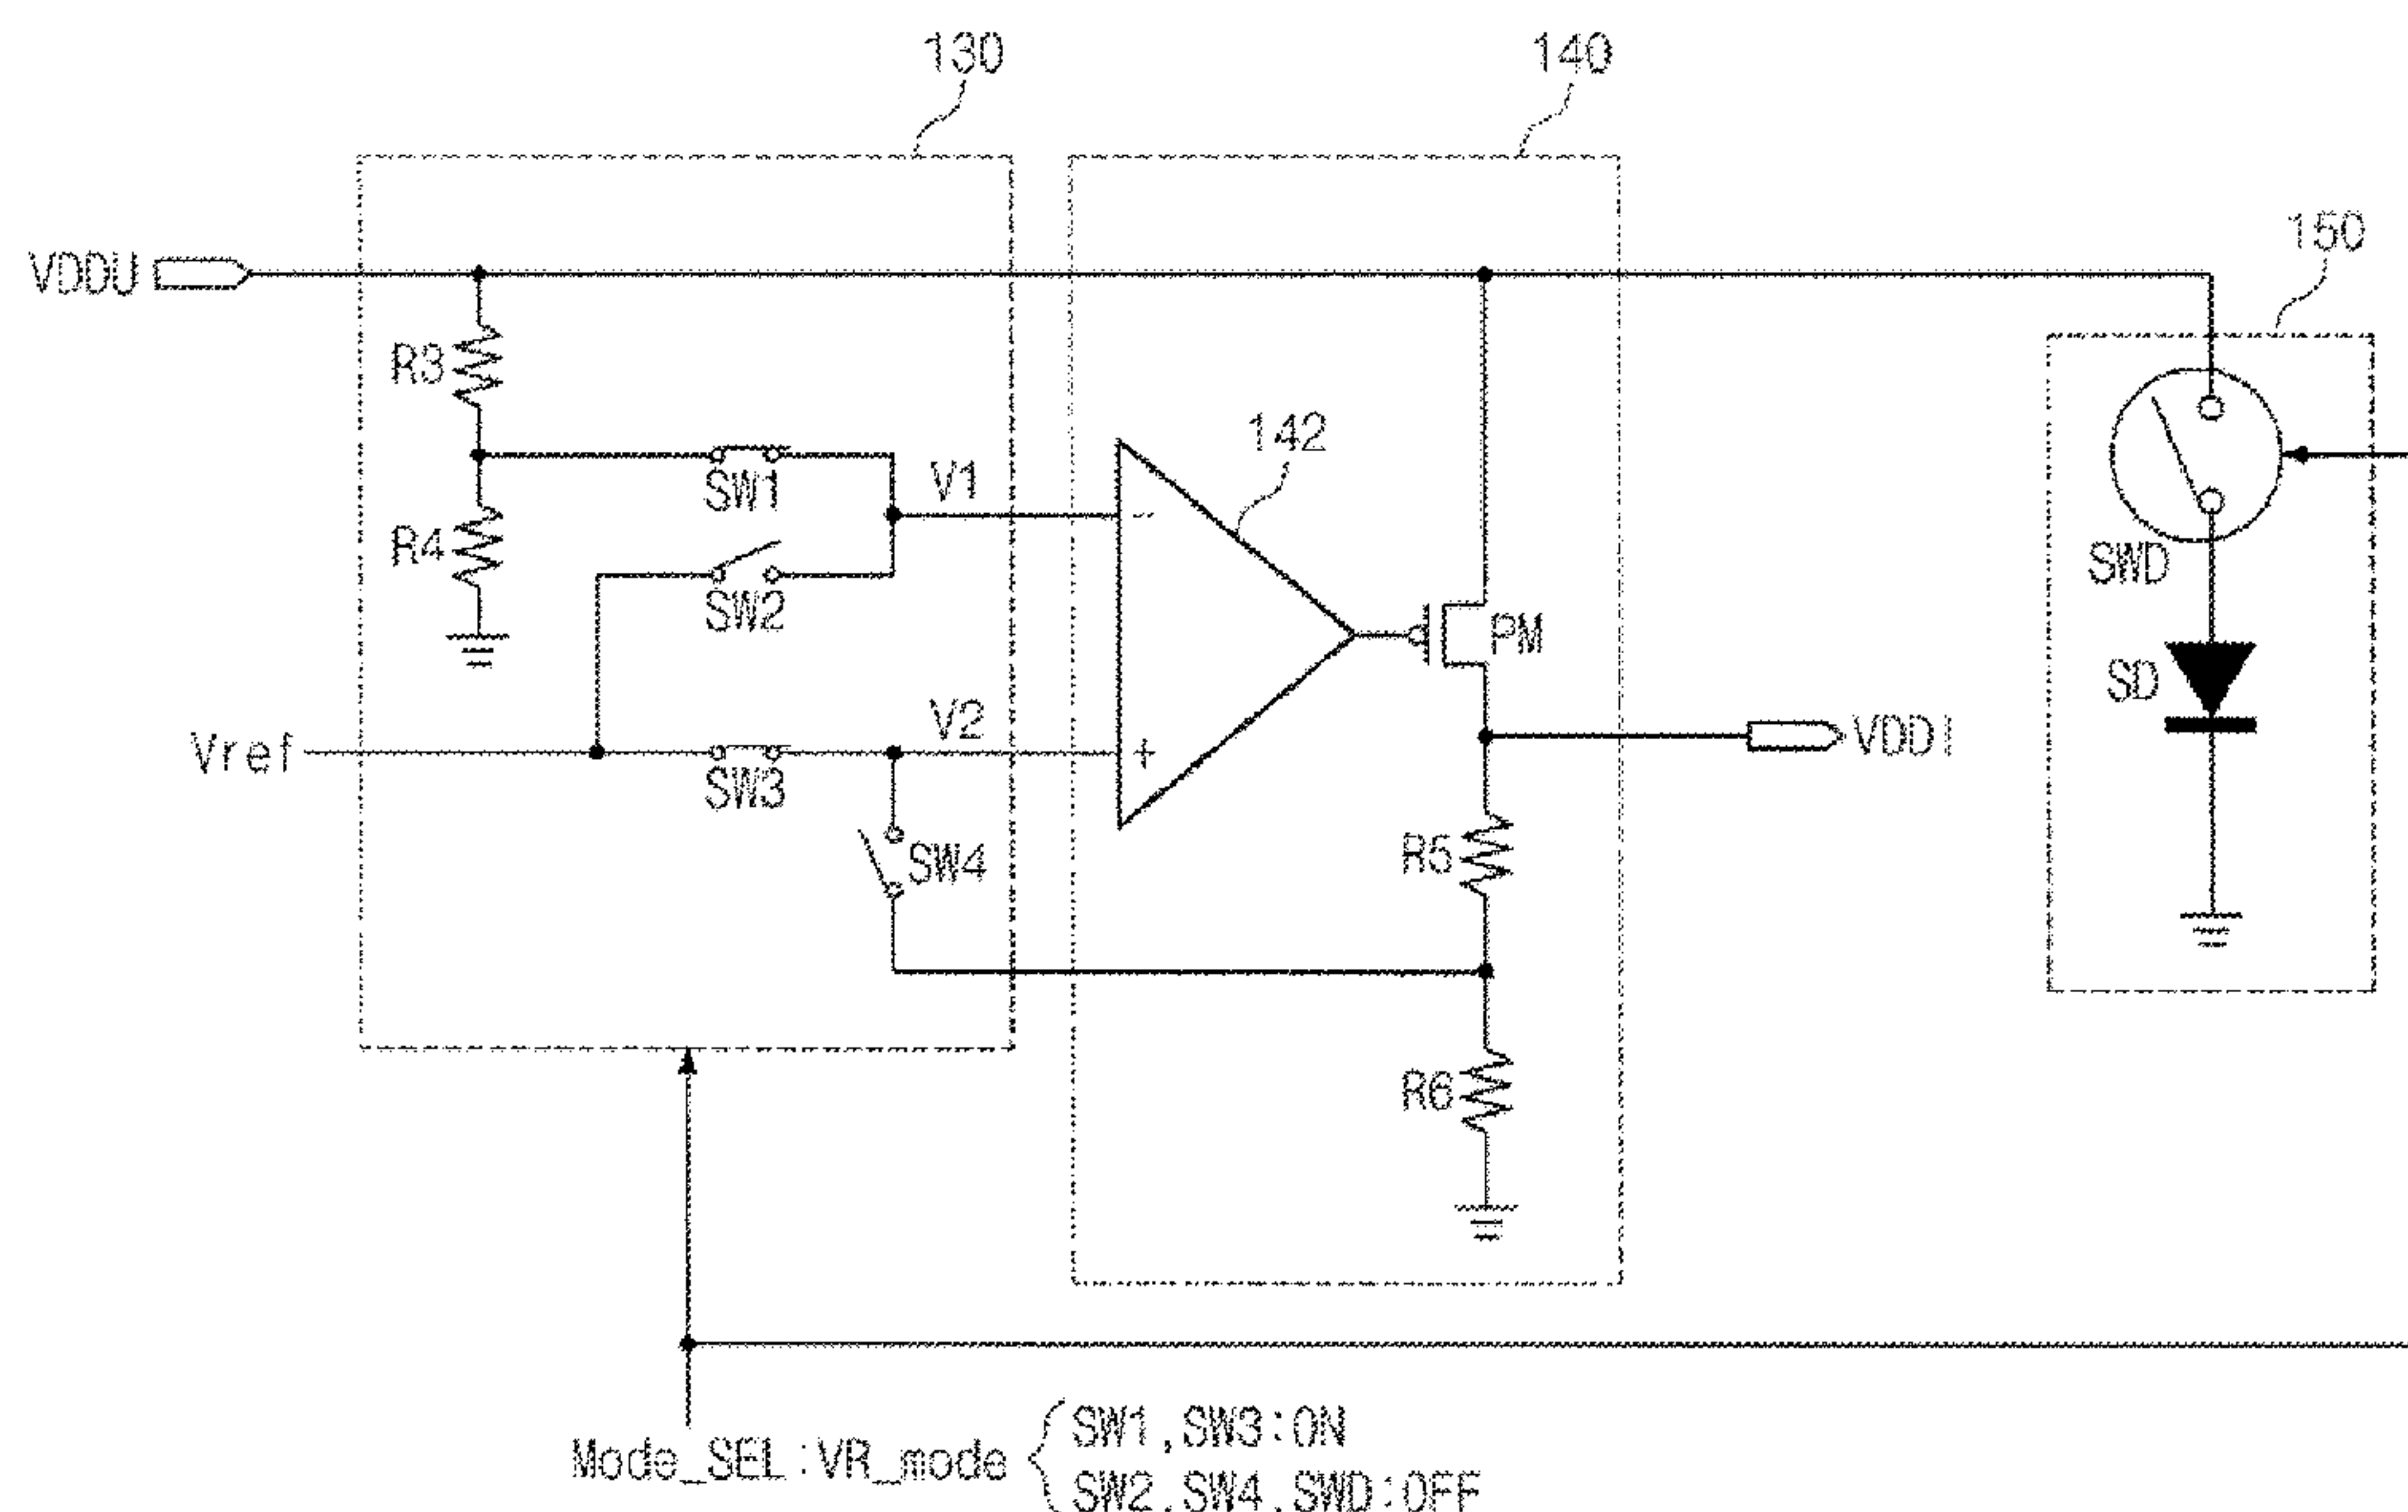 130
140
150
VDDU
R3
142
SW1
V1
R4
SW2
SWD
PM
SD
V2
Vref
VDDI
SW3
SW4
R5
R6
Mode_SEL:VR_mode
SW1,SW3:ON
SW2,SW4,SWD:OFF
-
+